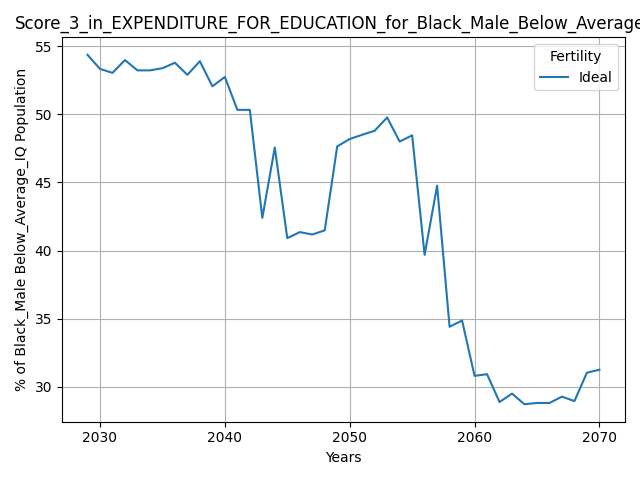 Score_3_in_EXPENDITURE_FOR_EDUCATION_for_Black_Male_Below_Average
55
50
45
40
35
30
% of Black_Male Below_Average_IQ Population
Fertility
Ideal
2030 2040 2050 2060 2070
Years